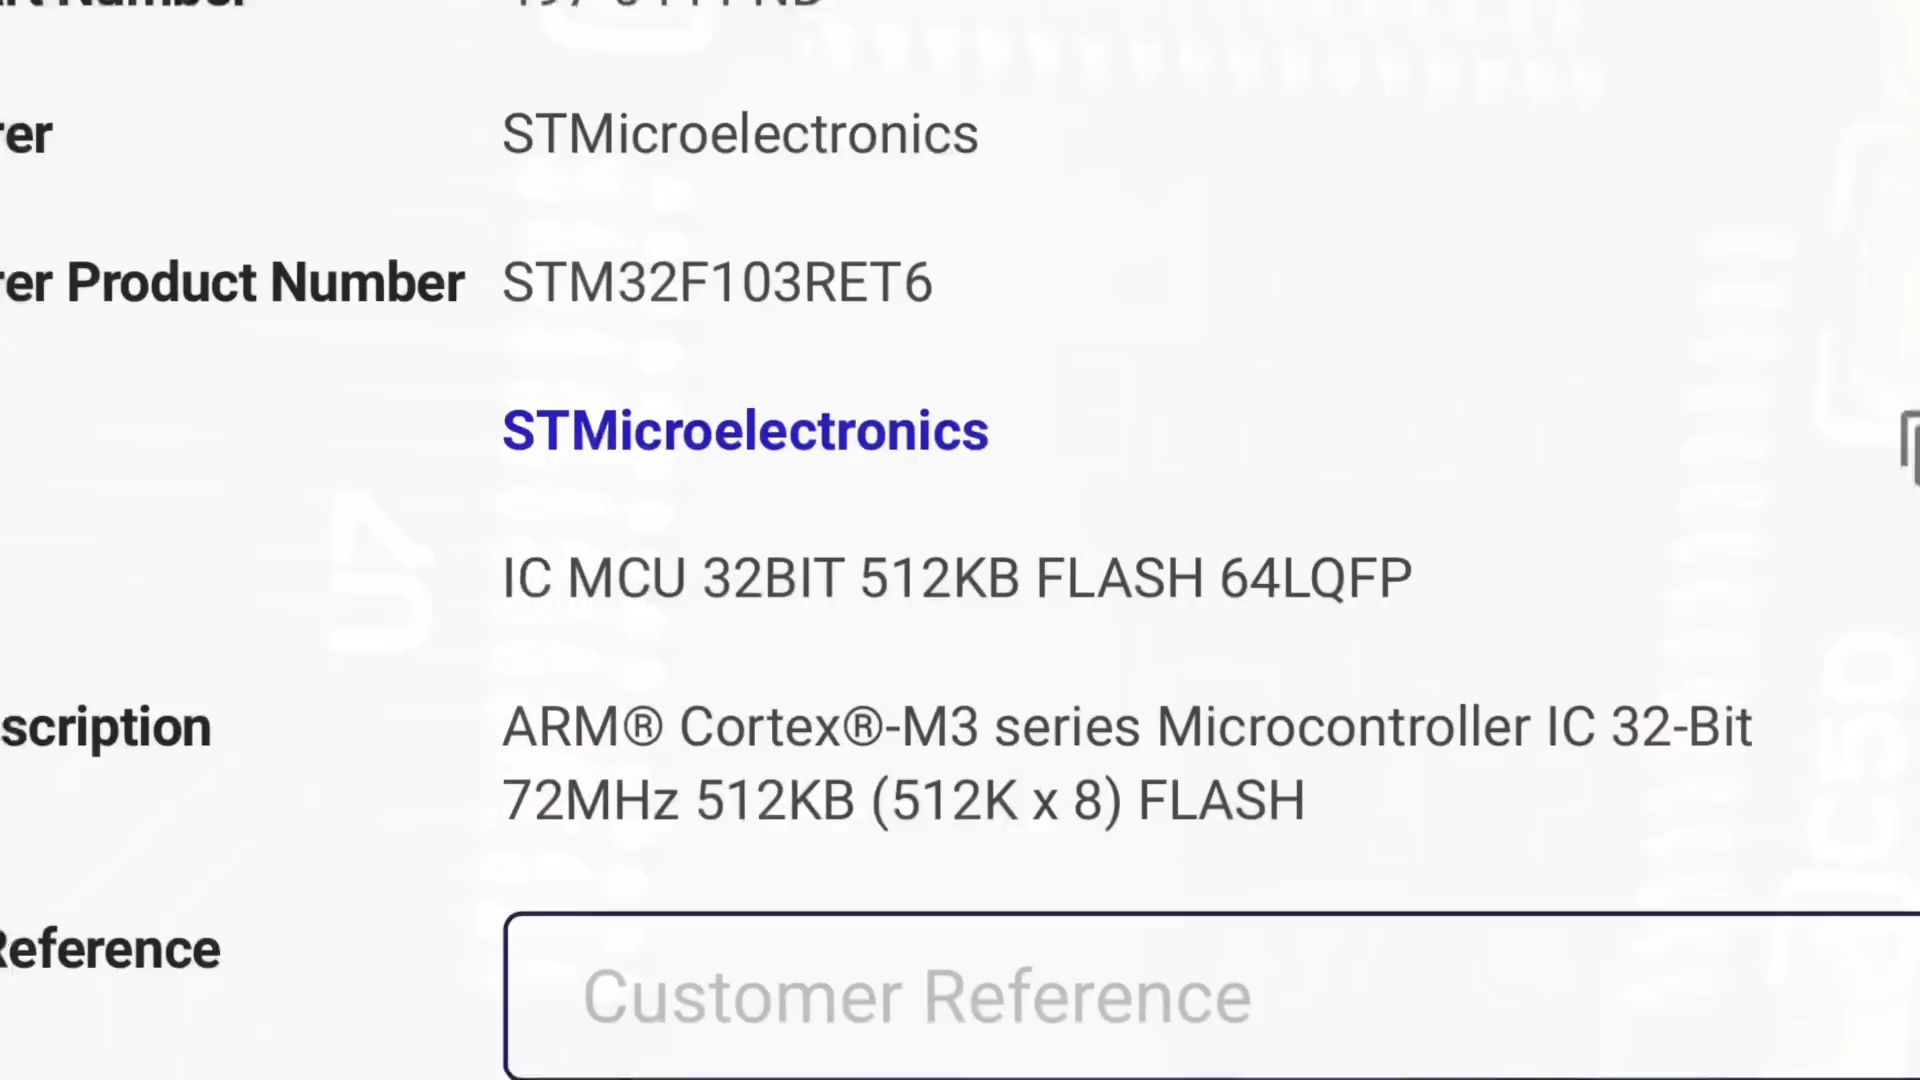 rer STMicroelectronics
rer Product Number STM32F103RET6
STMicroelectronics
IC MCU 32BIT 512KB FLASH 64LQFP
scription ARM® Cortex®-M3 series Microcontroller IC 32-Bit
72MHz 512KB (512K x 8) FLASH
Reference Customer Reference
U4